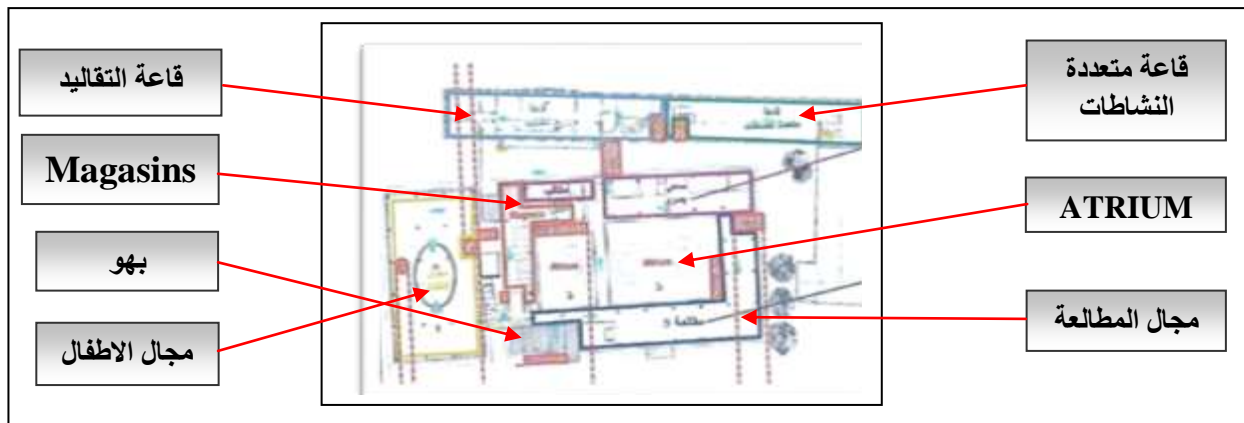 قاعة التقاليد
Magasins
بهو
مجال الاطفال
قاعة متعددة
النشاطات
ATRIUM
مجال المطالعة